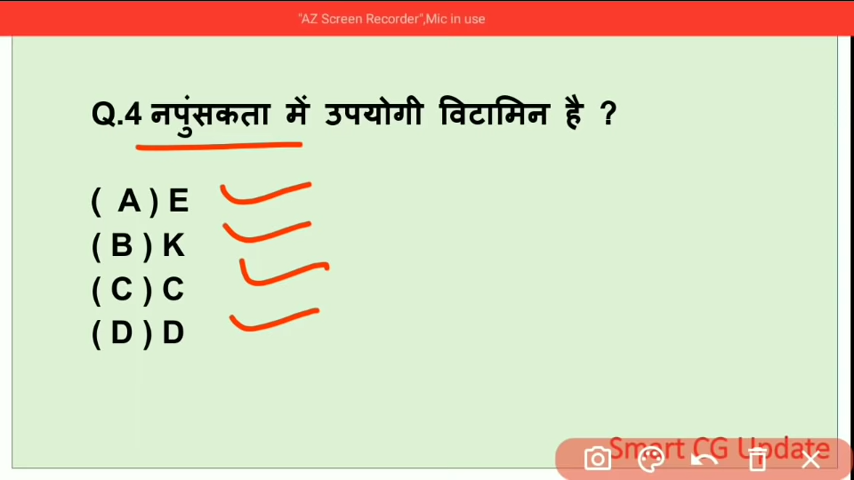 "AZ Screen Recorder",Mic in use
Q.4 नपुंसकता में उपयोगी विटामिन है ?
( A ) E
( B ) K
( C ) C
( D ) D
Smart CG Update